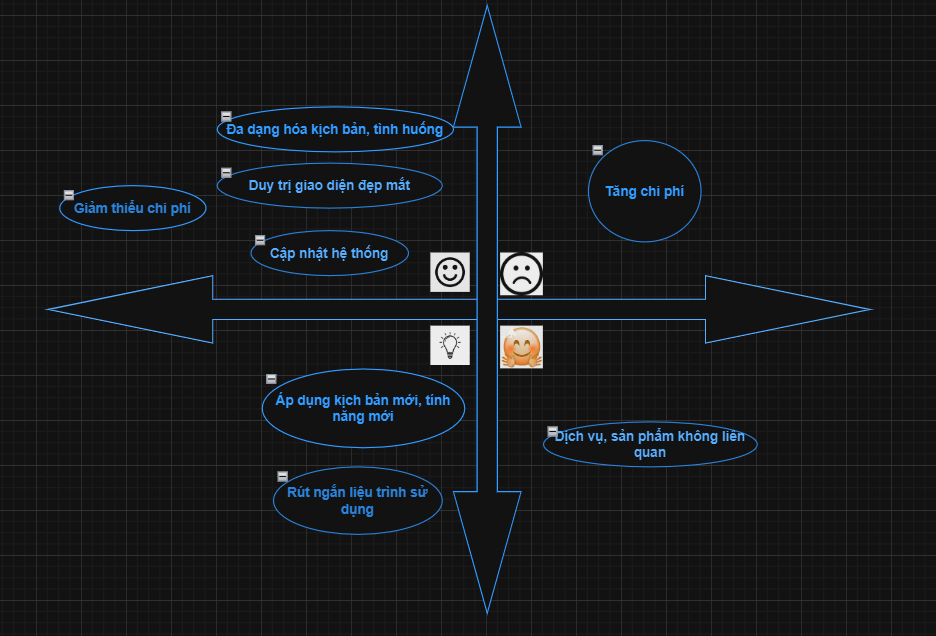 Đa dạng hóa kịch bản, tình huống
Duy trị giao diện đẹp mắt
Giảm thiểu chi phí
Cập nhật hệ thống
Tăng chi phí
Áp dụng kịch bản mới, tính
năng mới
Rút ngắn liệu trình sử
dụng
Dịch vụ, sản phẩm không liên
quan